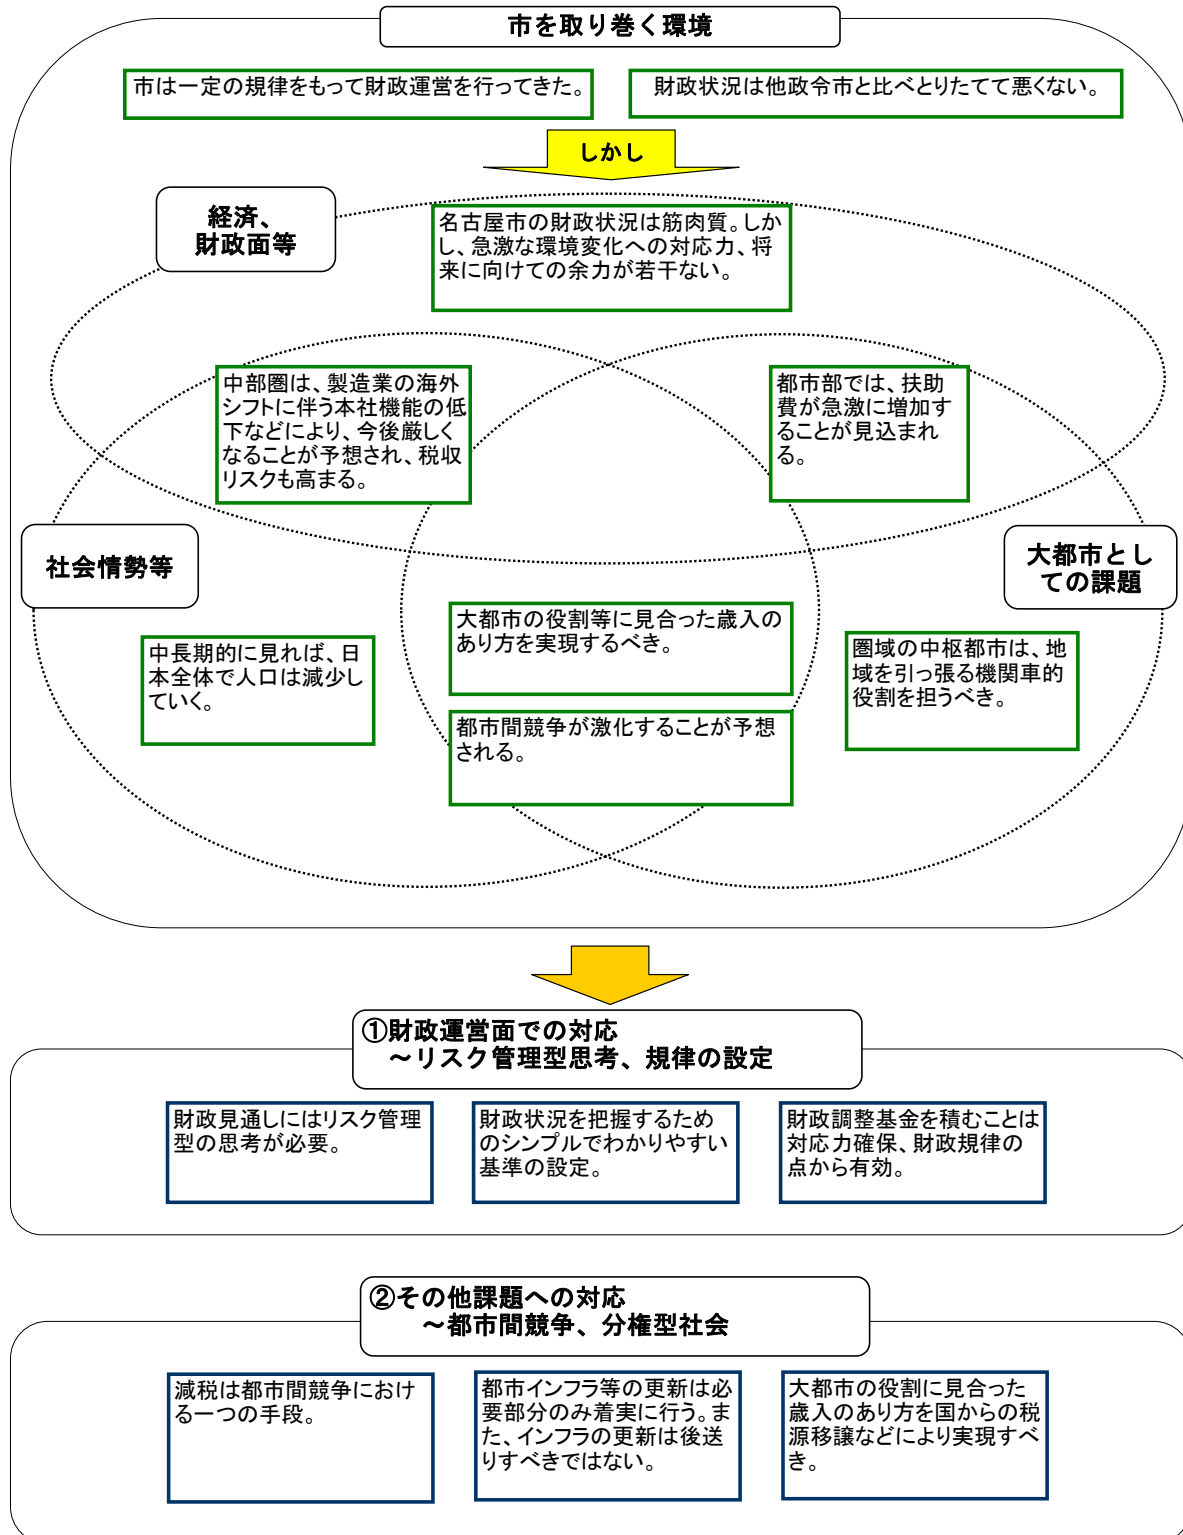 市を取り巻く環境
市は一定の規律をもって財政運営を行ってきた。
財政状況は他政令市と比べとりたてて悪くない。
しかし
経済、
財政面等
名古屋市の財政状況は筋肉質。しか
し、急激な環境変化への対応力、将
来に向けての余力が若干ない。
中部圏は、製造業の海外
シフトに伴う本社機能の低
下などにより、今後厳しく
なることが予想され、税収
リスクも高まる。
都市部では、扶助
費が急激に増加す
ることが見込まれ
る。
社会情勢等
大都市とし
ての課題
中長期的に見れば、日
本全体で人口は減少し
ていく。
大都市の役割等に見合った歳入の
あり方を実現するべき。
都市間競争が激化することが予想
される。
圏域の中枢都市は、地
域を引っ張る機関車的
役割を担うべき。
①財政運営面での対応
～リスク管理型思考、規律の設定
財政見通しにはリスク管理
型の思考が必要。
財政状況を把握するため
のシンプルでわかりやすい
基準の設定。
財政調整基金を積むことは
対応力確保、財政規律の
点から有効。
②その他課題への対応
～都市間競争、分権型社会
減税は都市間競争におけ
る一つの手段。
都市インフラ等の更新は必
要部分のみ着実に行う。ま
た、インフラの更新は後送
りすべきではない。
大都市の役割に見合った
歳入のあり方を国からの税
源移譲などにより実現すべ
き。